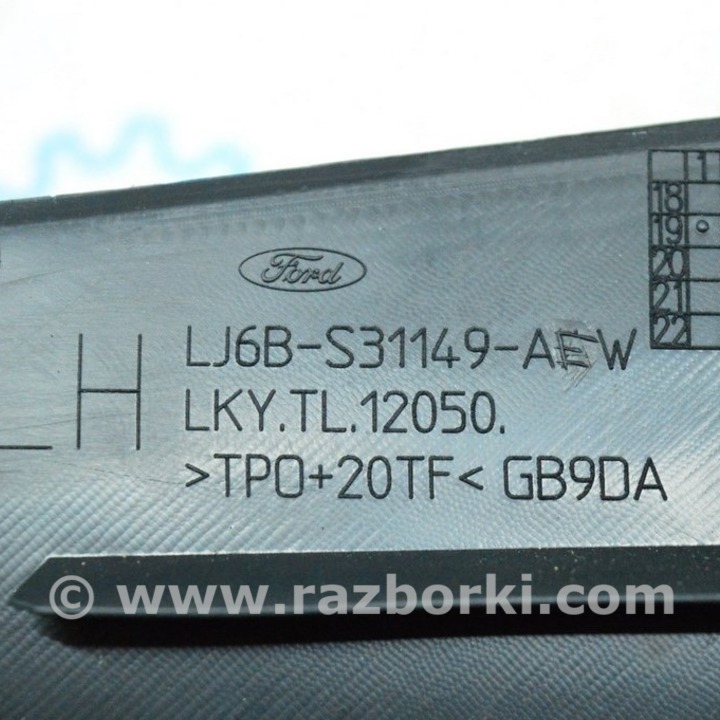 Ford
LH
LJ6B-S31149-AEW
LKY.TL.12050.
>TPO+20TF< GB9DA
18
19
20
21
22
© www.razborki.com